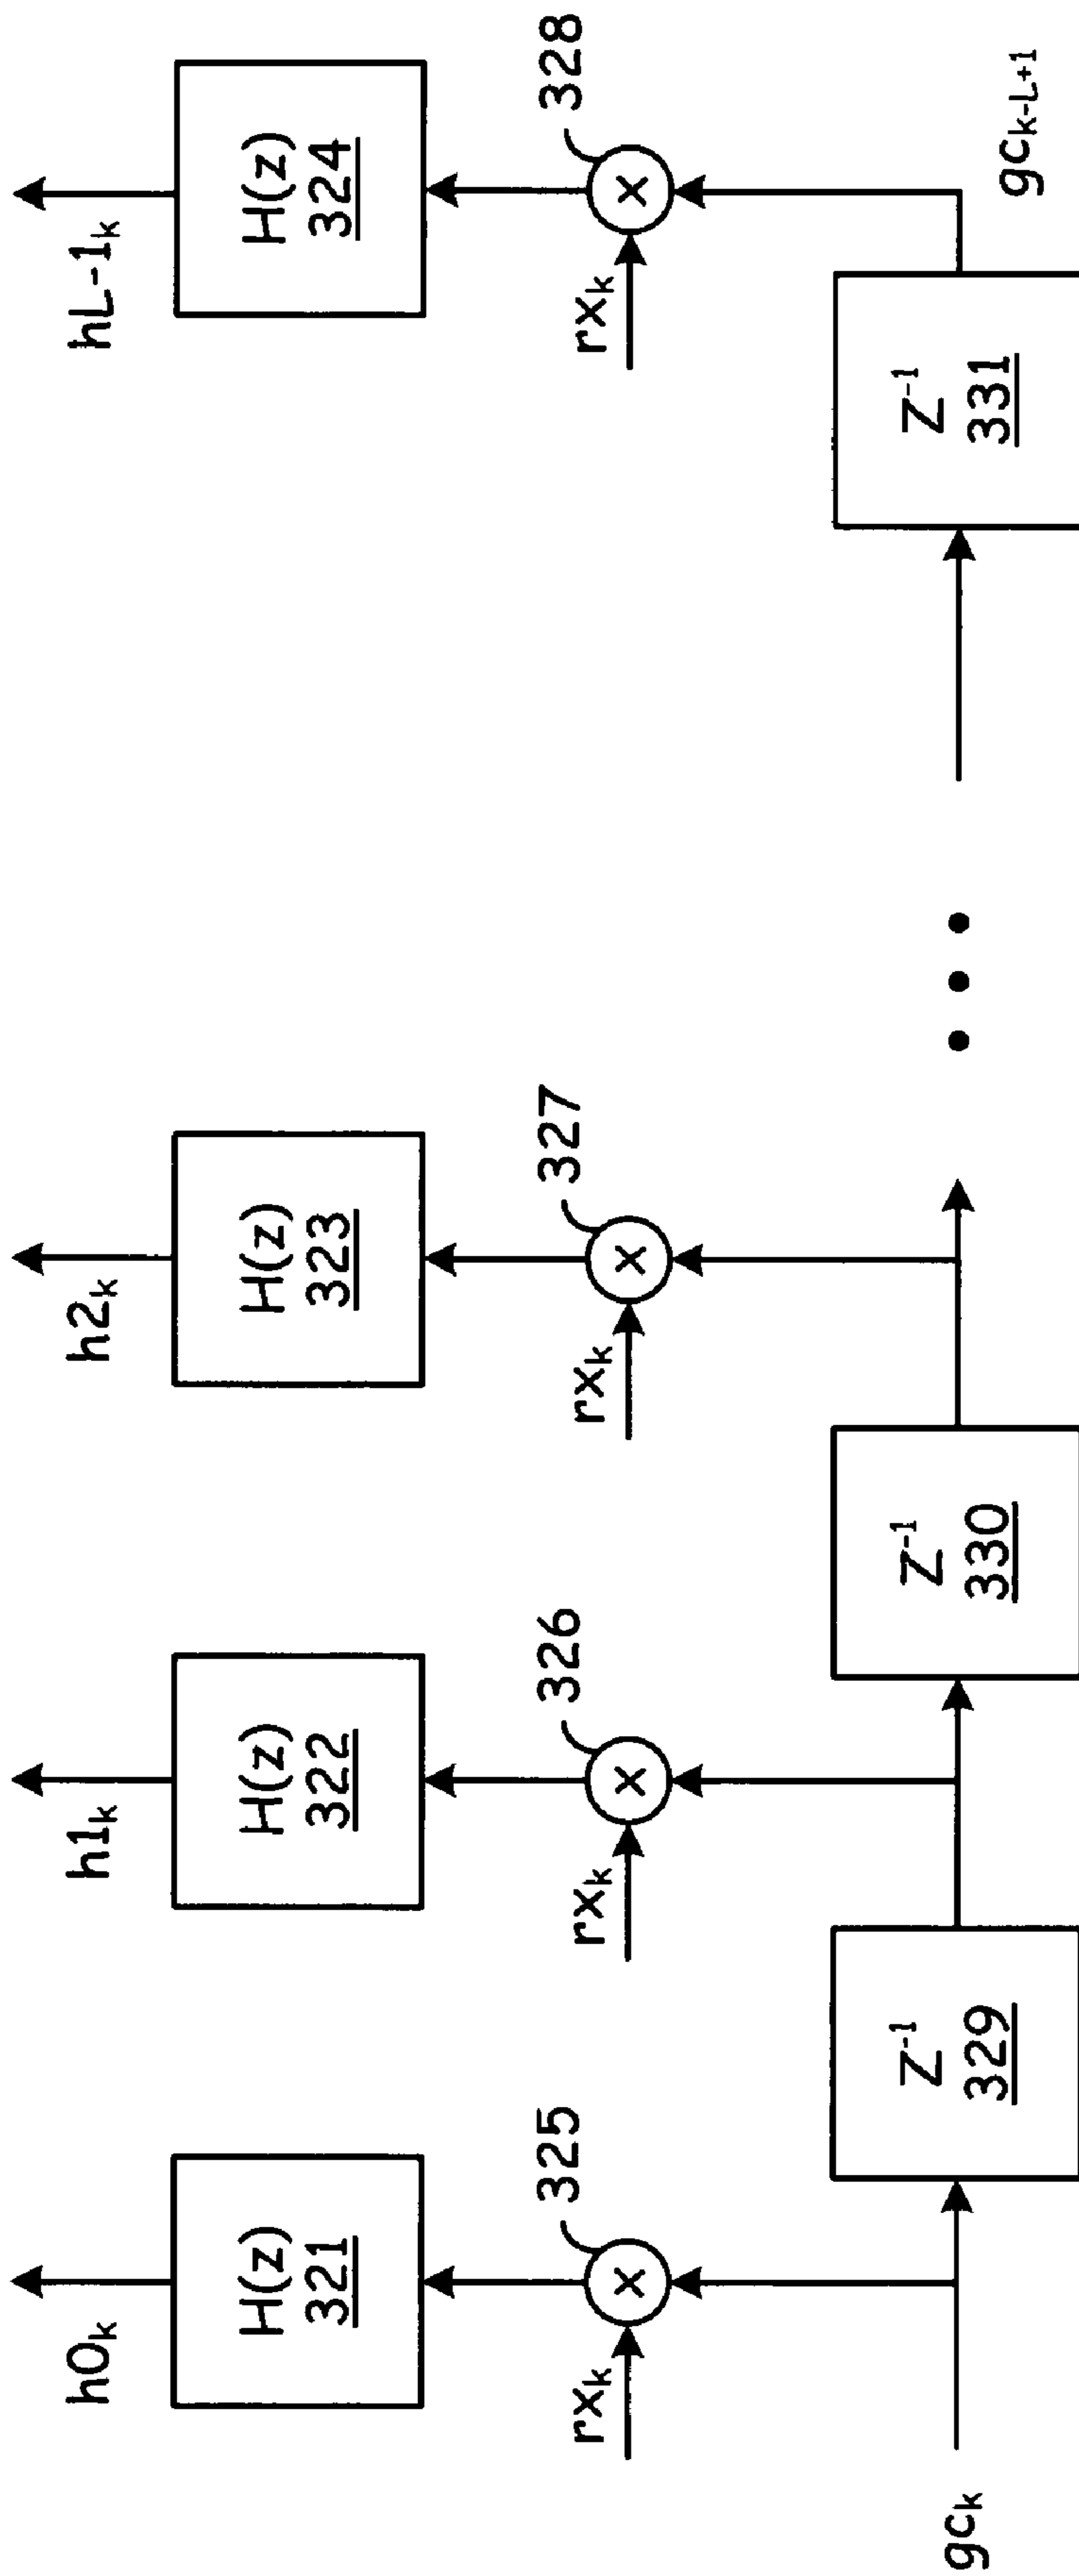 h0ₖ
h1ₖ
h2ₖ
hL-1ₖ
H(z)
321
H(z)
322
H(z)
323
H(z)
324
325
326
327
328
rxₖ
x
rxₖ
x
rxₖ
x
rxₖ
x
Z⁻¹
329
Z⁻¹
330
Z⁻¹
331
gcₖ
gcₖ₋L₊₁